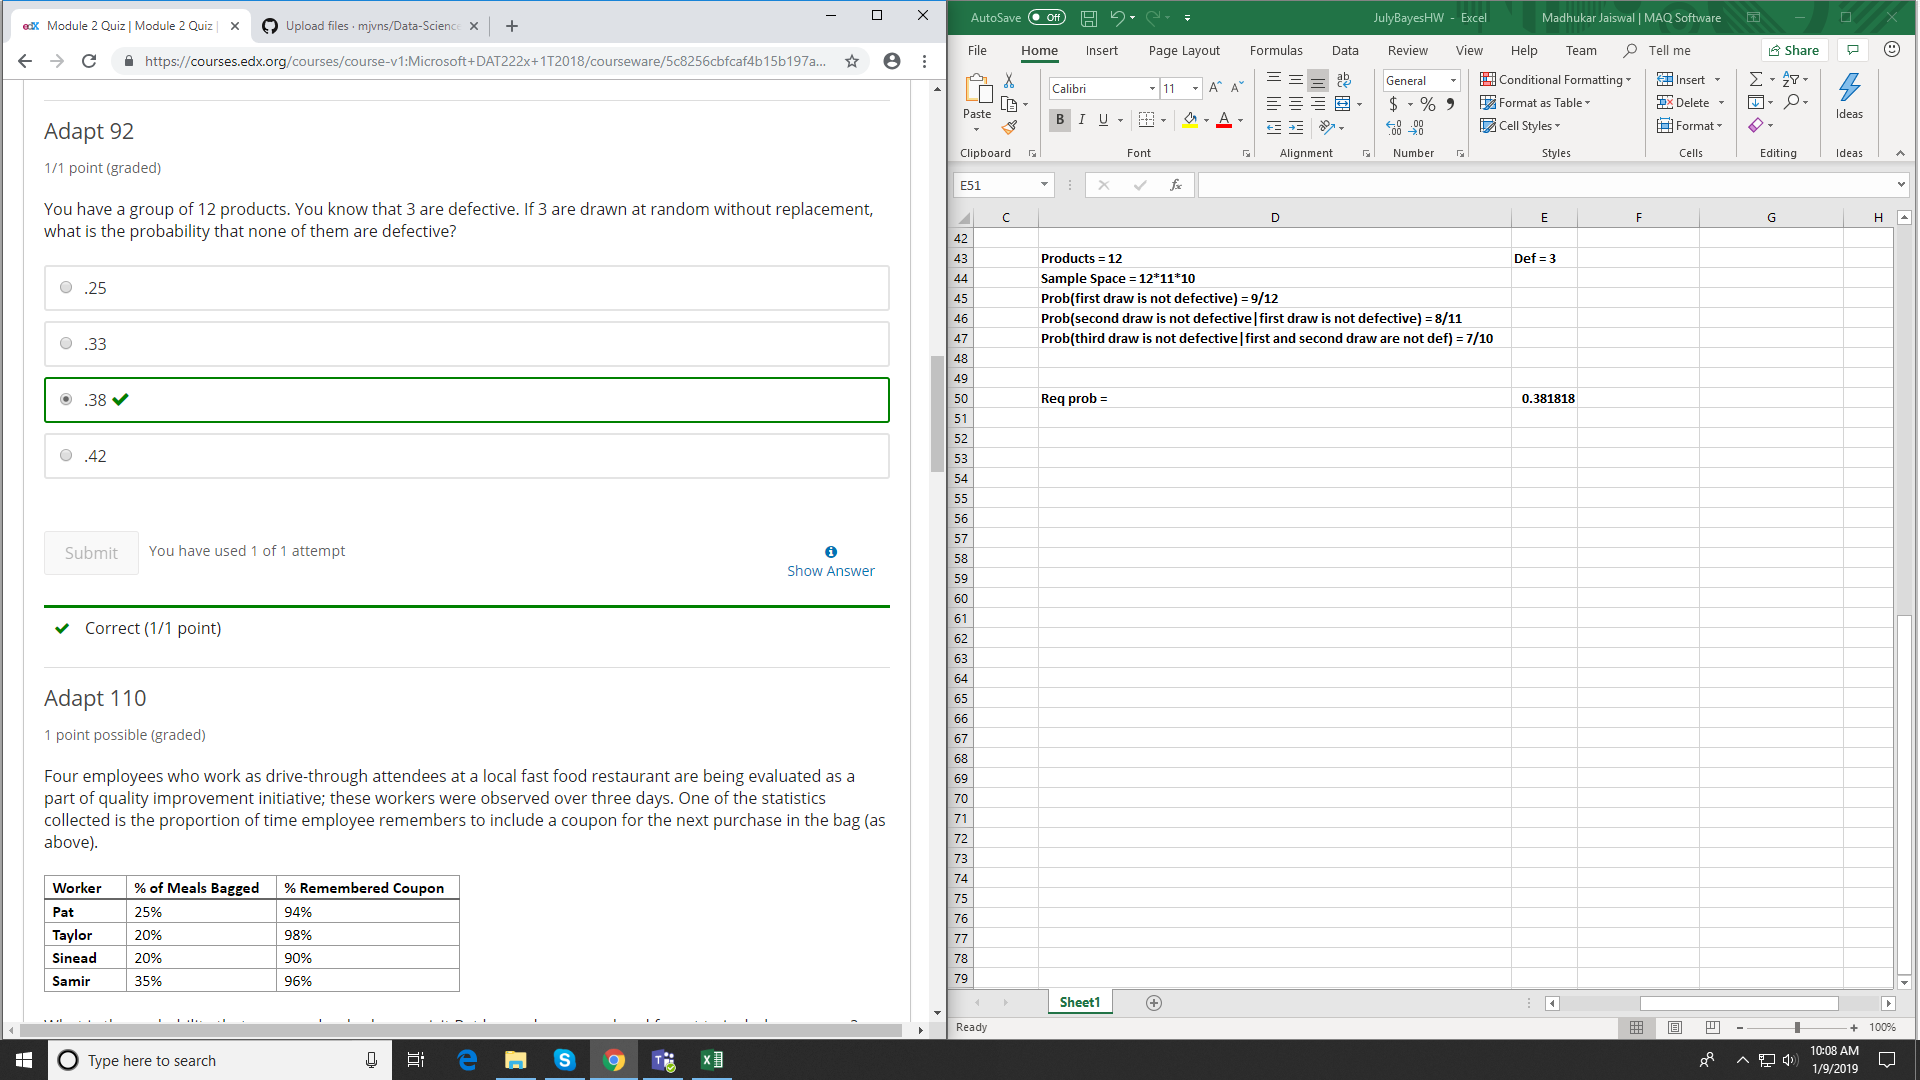 Module 2 Quiz | Module 2 Quiz |
Upload files · mjvns/Data-Science
https://courses.edx.org/courses/course-v1:Microsoft+DAT222x+1T2018/courseware/5c8256cbfcaf4b15b197a...
Adapt 92
1/1 point (graded)
You have a group of 12 products. You know that 3 are defective. If 3 are drawn at random without replacement,
what is the probability that none of them are defective?
.25
.33
.38
.42
Submit
You have used 1 of 1 attempt
Show Answer
Correct (1/1 point)
Adapt 110
1 point possible (graded)
Four employees who work as drive-through attendees at a local fast food restaurant are being evaluated as a
part of quality improvement initiative; these workers were observed over three days. One of the statistics
collected is the proportion of time employee remembers to include a coupon for the next purchase in the bag (as
above).
Worker % of Meals Bagged % Remembered Coupon
Pat 25% 94%
Taylor 20% 98%
Sinead 20% 90%
Samir 35% 96%
AutoSave Off
JulyBayesHW - Excel
Madhukar Jaiswal | MAQ Software
File Home Insert Page Layout Formulas Data Review View Help Team Tell me Share
Paste
Calibri 11
B I U
General
$ % 9
Conditional Formatting
Format as Table
Cell Styles
Insert
Delete
Format
Ideas
Clipboard Font Alignment Number Styles Cells Editing Ideas
E51
fx
C D E F G H
42
43 Products = 12 Def = 3
44 Sample Space = 12*11*10
45 Prob(first draw is not defective) = 9/12
46 Prob(second draw is not defective|first draw is not defective) = 8/11
47 Prob(third draw is not defective|first and second draw are not def) = 7/10
48
49
50 Req prob = 0.381818
51
52
53
54
55
56
57
58
59
60
61
62
63
64
65
66
67
68
69
70
71
72
73
74
75
76
77
78
79
Sheet1
Ready
100%
Type here to search
10:08 AM
1/9/2019